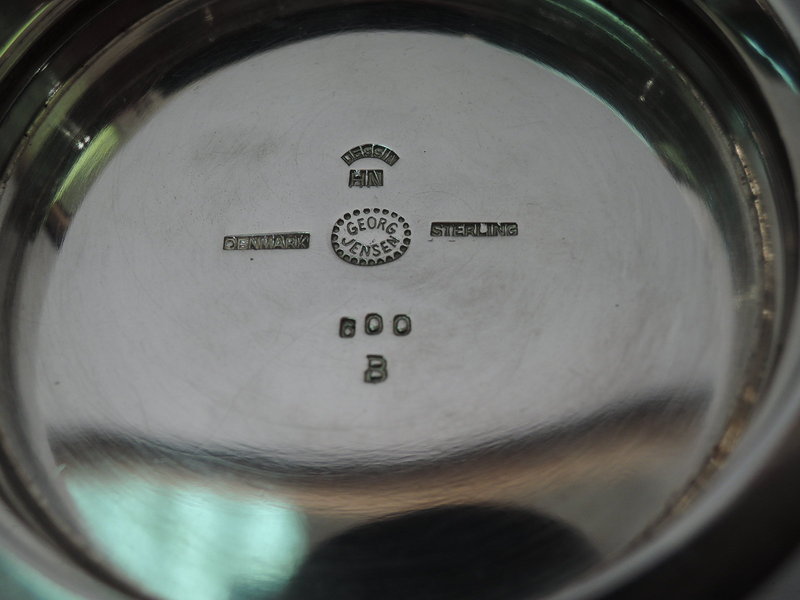 DESSIN
HN
DENMARK
GEORG
JENSEN
STERLING
600
B